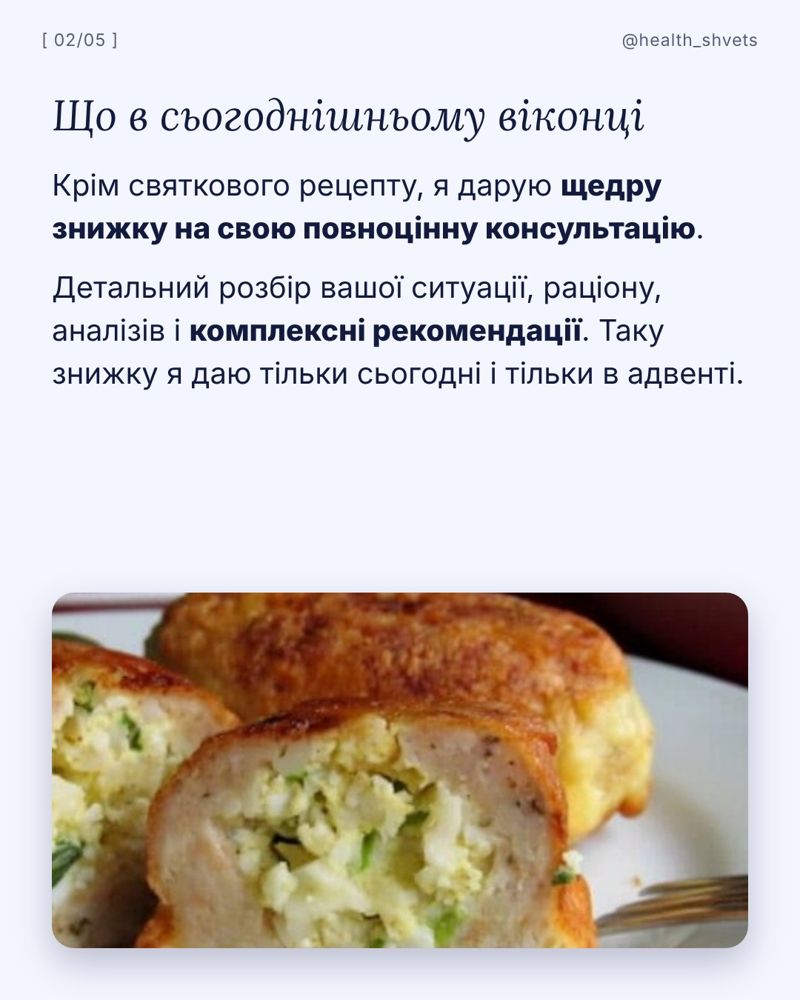 [ 02/05 ]
@health_shvets
Що в сьогоднішньому віконці
Крім святкового рецепту, я дарую щедру
знижку на свою повноцінну консультацію.
Детальний розбір вашої ситуації, раціону,
аналізів і комплексні рекомендації. Таку
знижку я даю тільки сьогодні і тільки в адвенті.